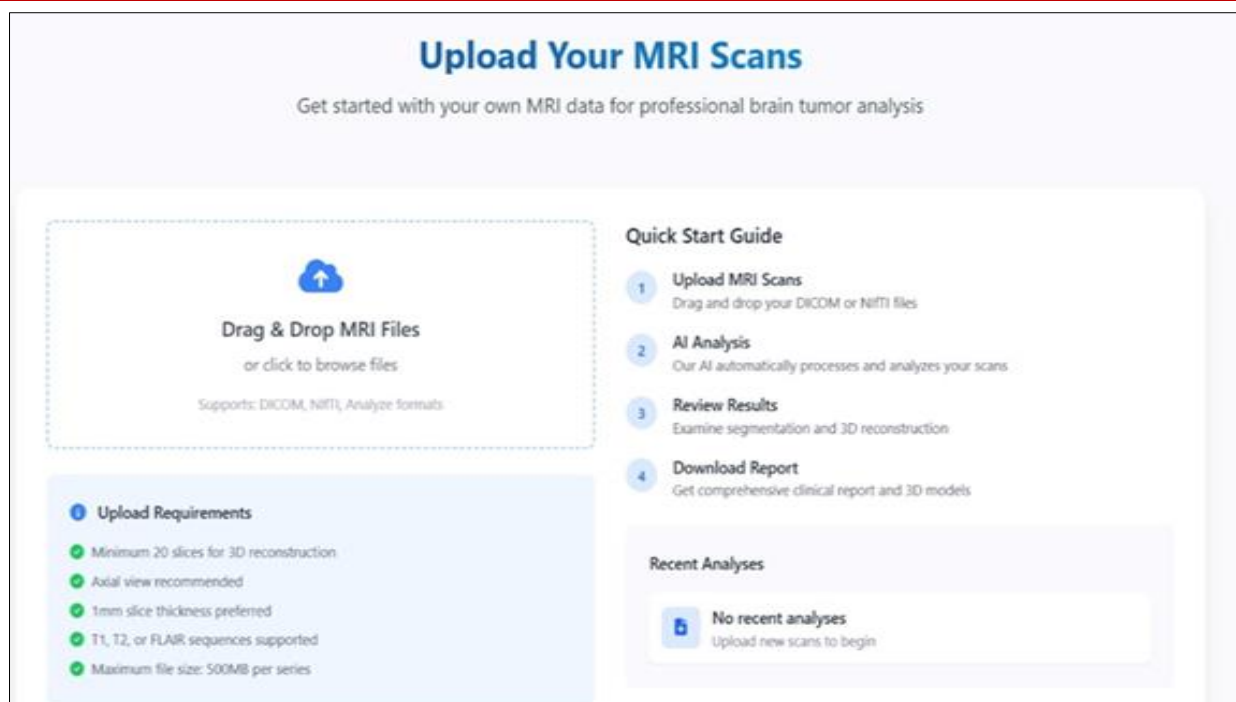 Upload Your MRI Scans
Get started with your own MRI data for professional brain tumor analysis
Drag & Drop MRI Files
or click to browse files
Supports: DICOM, NIfTI, Analyze formats
Upload Requirements
Minimum 20 slices for 3D reconstruction
Axial view recommended
1mm slice thickness preferred
T1, T2, or FLAIR sequences supported
Maximum file size: 500MB per series
Quick Start Guide
1
Upload MRI Scans
Drag and drop your DICOM or NIfTI files
2
AI Analysis
Our AI automatically processes and analyzes your scans
3
Review Results
Examine segmentation and 3D reconstruction
4
Download Report
Get comprehensive clinical report and 3D models
Recent Analyses
No recent analyses
Upload new scans to begin